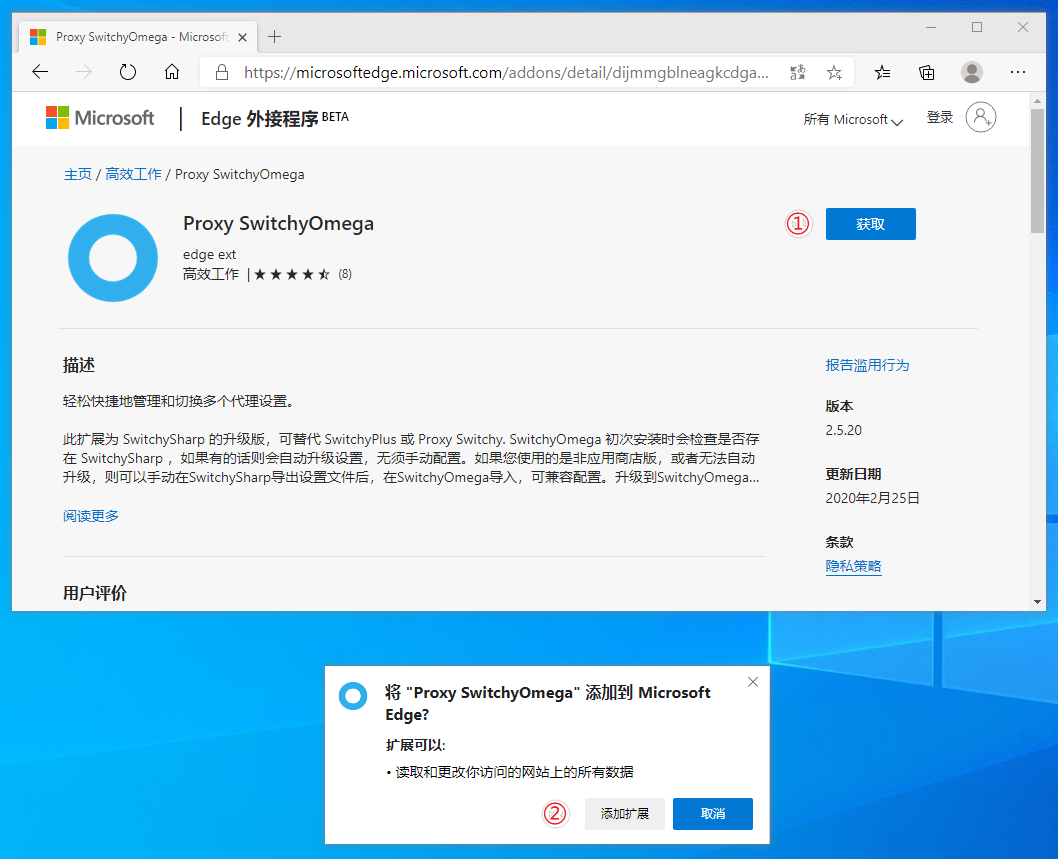 Proxy SwitchyOmega - Microsoft
https://microsoftedge.microsoft.com/addons/detail/dijmmgblneagkcdga...
Microsoft Edge 外接程序 BETA 所有 Microsoft 登录
主页 / 高效工作 / Proxy SwitchyOmega
Proxy SwitchyOmega
① 获取
edge ext
高效工作 | ★★★★⯨ (8)
描述
轻松快捷地管理和切换多个代理设置。
此扩展为 SwitchySharp 的升级版，可替代 SwitchyPlus 或 Proxy Switchy. SwitchyOmega 初次安装时会检查是否存
在 SwitchySharp ，如果有的话则会自动升级设置，无须手动配置。如果您使用的是非应用商店版，或者无法自动
升级，则可以手动在SwitchySharp导出设置文件后，在SwitchyOmega导入，可兼容配置。升级到SwitchyOmega...
阅读更多
用户评价
报告滥用行为
版本
2.5.20
更新日期
2020年2月25日
条款
隐私策略
将 "Proxy SwitchyOmega" 添加到 Microsoft
Edge?
扩展可以:
• 读取和更改你访问的网站上的所有数据
② 添加扩展 取消